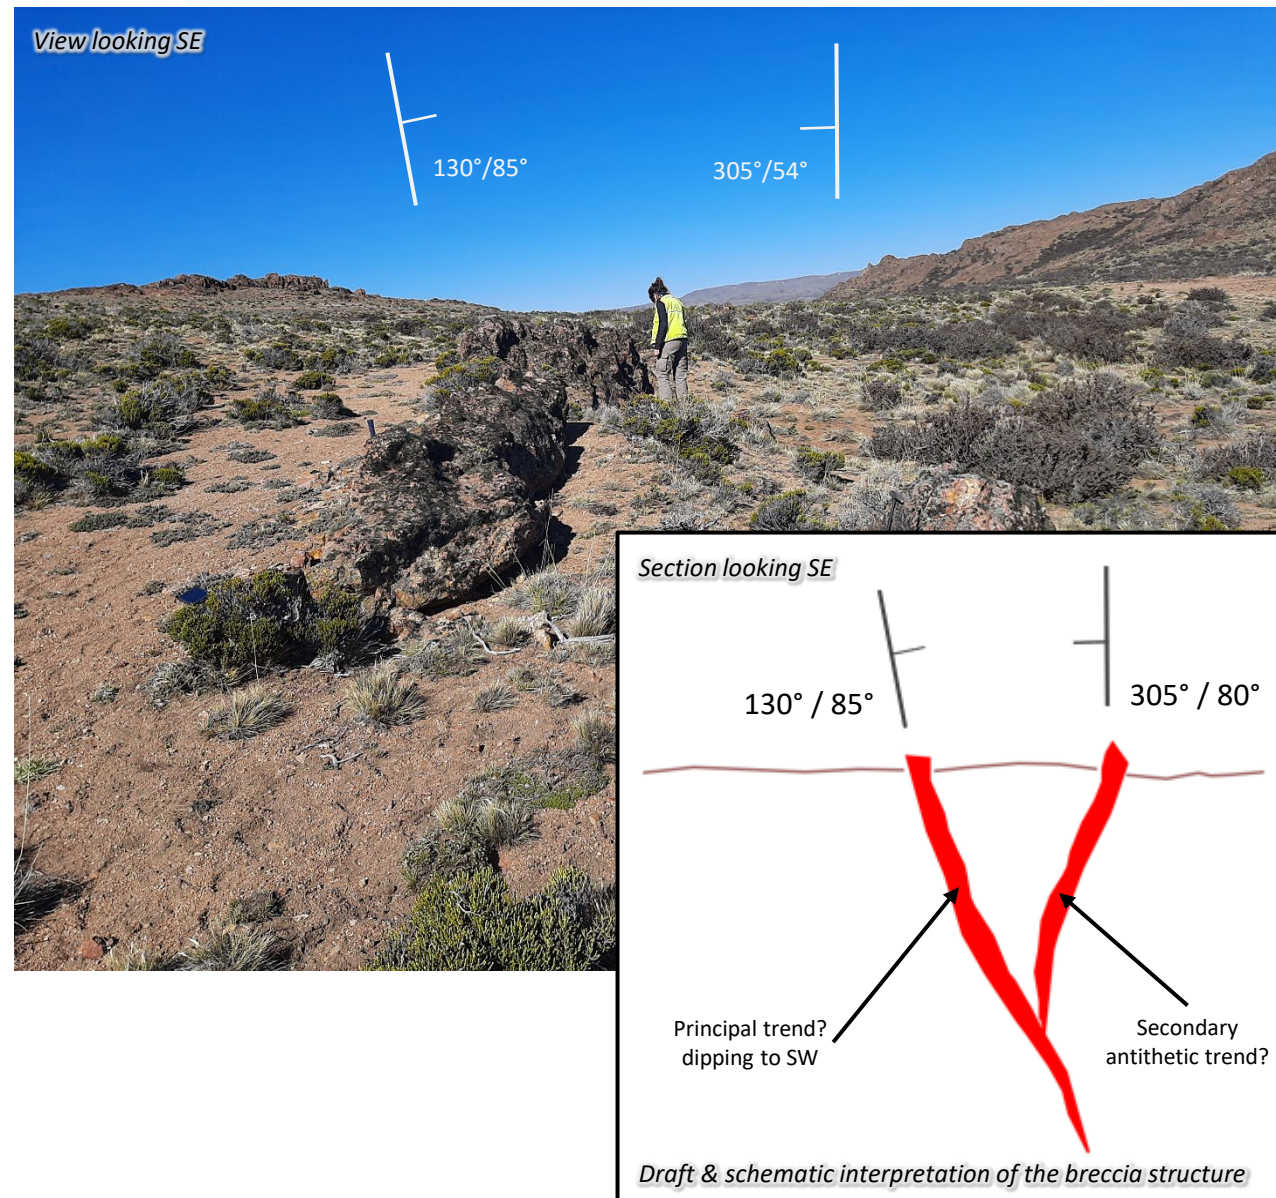 View looking SE
130°/85°
305°/54°
Section looking SE
130° / 85°
305° / 80°
Principal trend?
dipping to SW
Secondary
antithetic trend?
Draft & schematic interpretation of the breccia structure